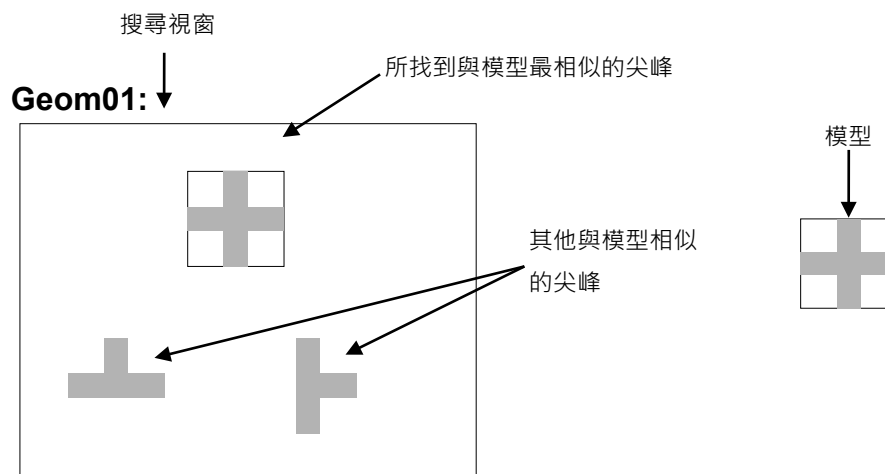 搜尋視窗
所找到與模型最相似的尖峰
Geom01:
模型
其他與模型相似
的尖峰